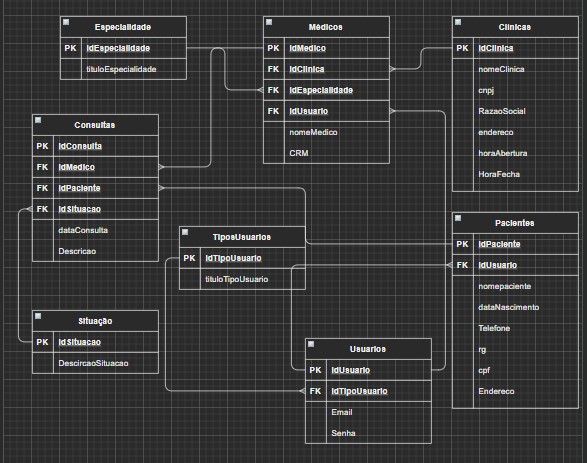 Especialidade
PK IdEspecialidade
tituloEspecialidade
Médicos
PK IdMedico
FK IdClinica
FK IdEspecialidade
FK IdUsuario
nomeMedico
CRM
Clinicas
PK IdClinica
nomeClinica
cnpj
RazaoSocial
endereco
horaAbertura
HoraFecha
Consultas
PK IdConsulta
FK IdMedico
FK IdPaciente
FK IdSituacao
dataConsulta
Descricao
TiposUsuarios
PK IdTipoUsuario
tituloTipoUsuario
Pacientes
PK IdPaciente
FK IdUsuario
nomepaciente
dataNascimento
Telefone
rg
cpf
Endereco
Situação
PK IdSituacao
DescircaoSituacao
Usuarios
PK IdUsuario
FK IdTipoUsuario
Email
Senha